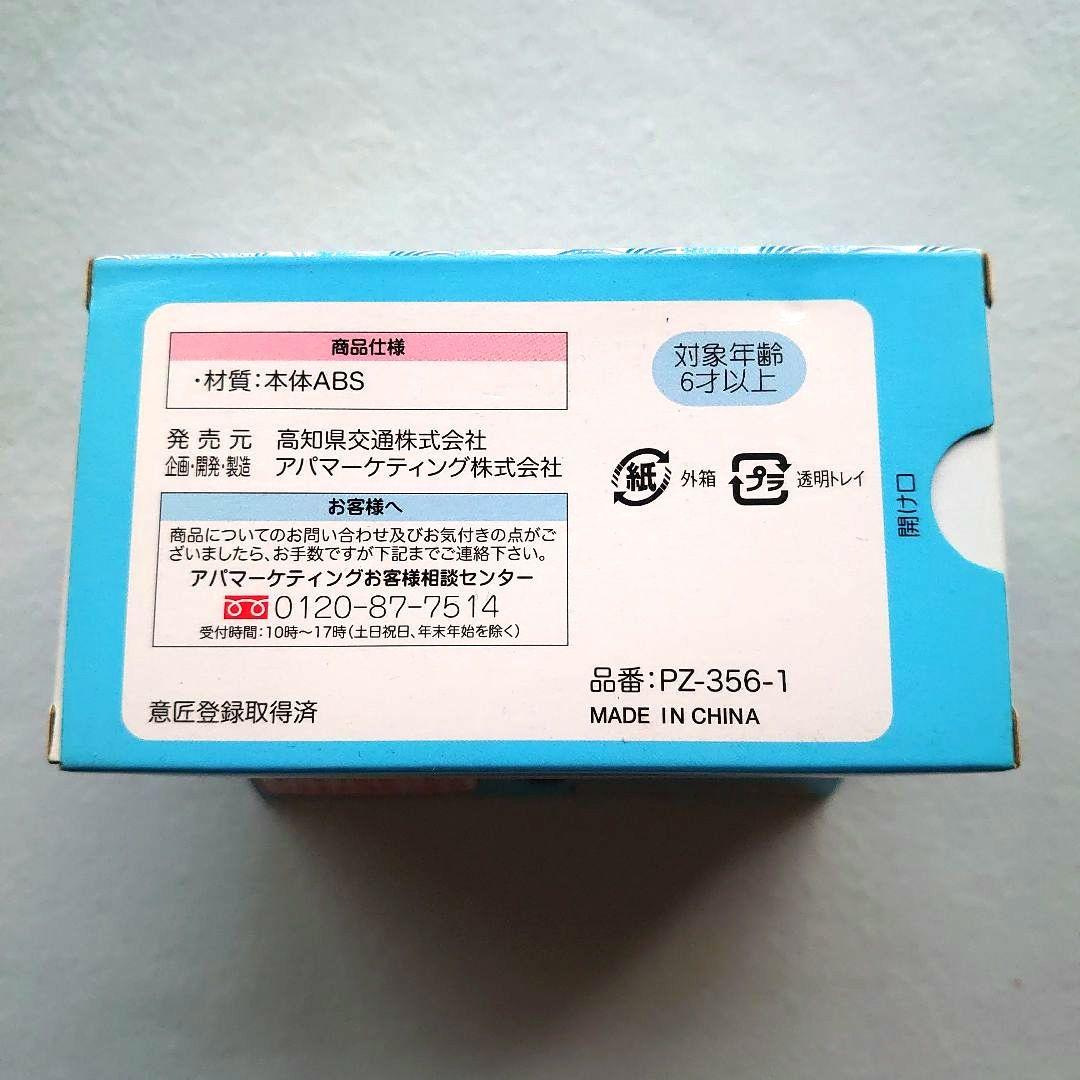 商品仕様
・材質:本体ABS
対象年齢
6才以上
発売元 高知県交通株式会社
企画・開発・製造 アパマーケティング株式会社
紙 外箱 プラ 透明トレイ
開け口
お客様へ
商品についてのお問い合わせ及びお気付きの点がご
ざいましたら、お手数ですが下記までご連絡下さい。
アパマーケティングお客様相談センター
0120-87-7514
受付時間:10時～17時(土日祝日、年末年始を除く)
品番:PZ-356-1
意匠登録取得済
MADE IN CHINA